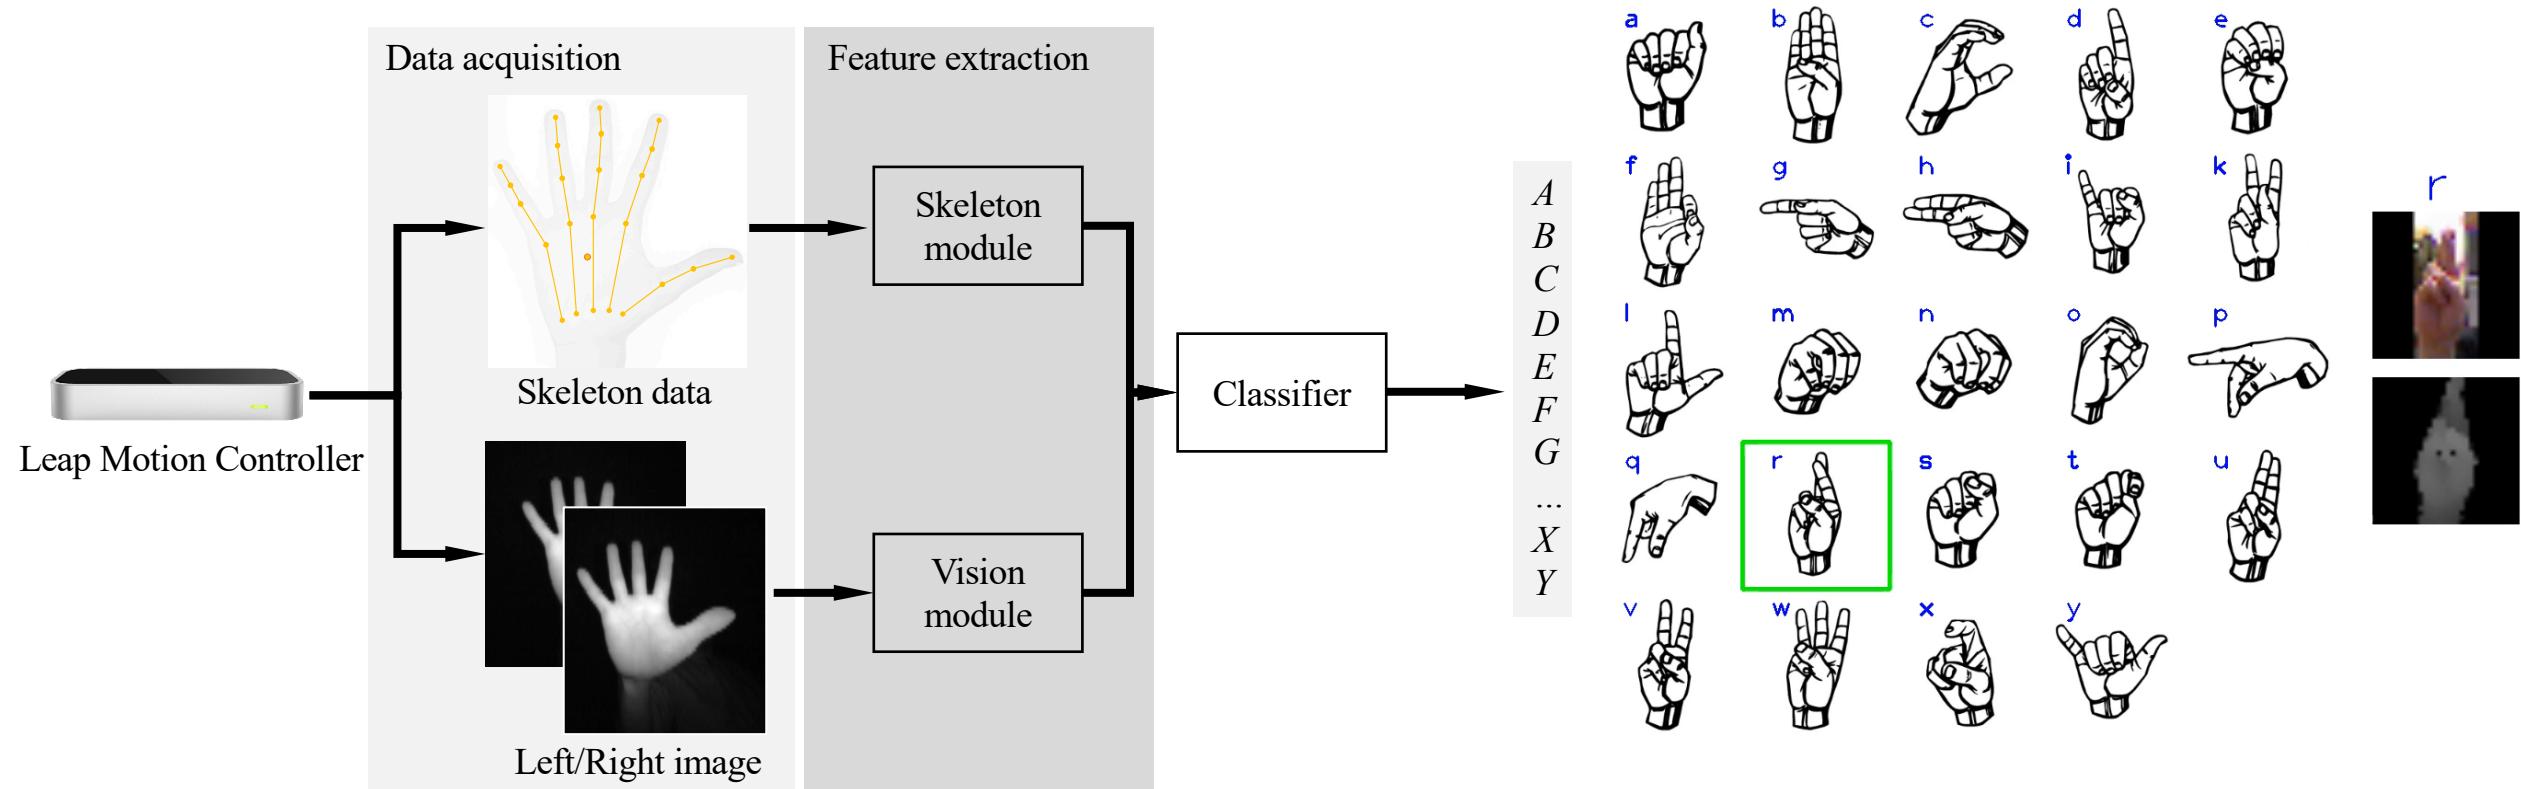 Data acquisition
Feature extraction
Skeleton
module
Skeleton data
Leap Motion Controller
Classifier
Vision
module
Left/Right image
A
B
C
D
E
F
G
...
X
Y
a b c d e
f g h i k
l m n o p
q r s t u
v w x y
r